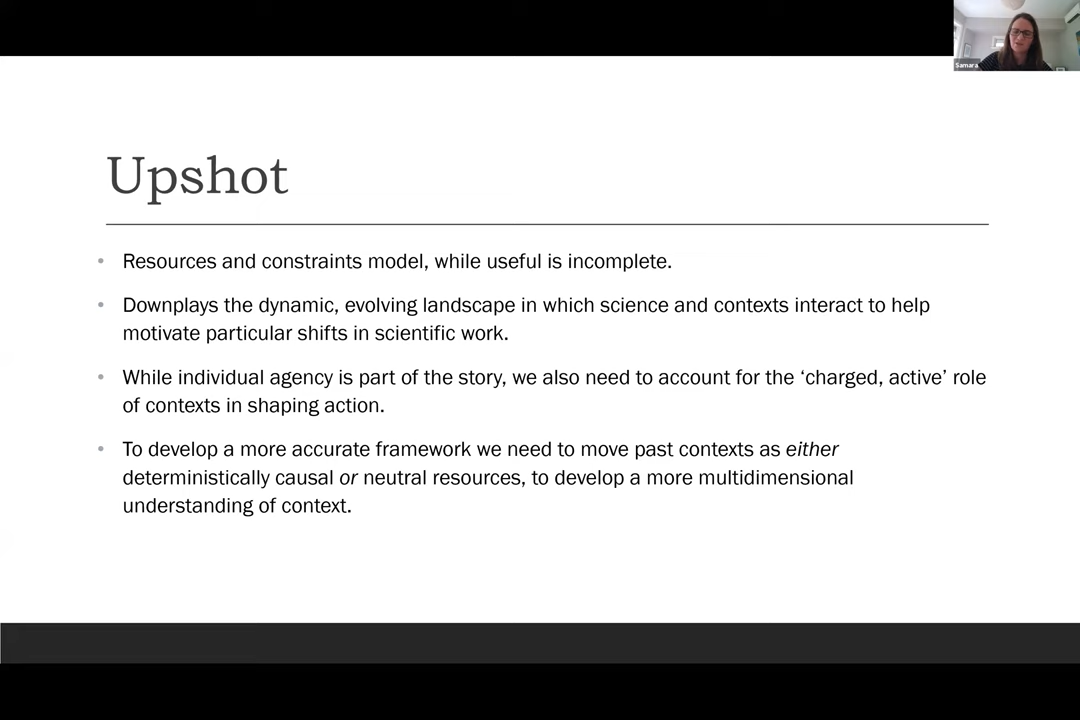 Samara
Upshot
• Resources and constraints model, while useful is incomplete.
• Downplays the dynamic, evolving landscape in which science and contexts interact to help
motivate particular shifts in scientific work.
• While individual agency is part of the story, we also need to account for the ‘charged, active’ role
of contexts in shaping action.
• To develop a more accurate framework we need to move past contexts as either
deterministically causal or neutral resources, to develop a more multidimensional
understanding of context.